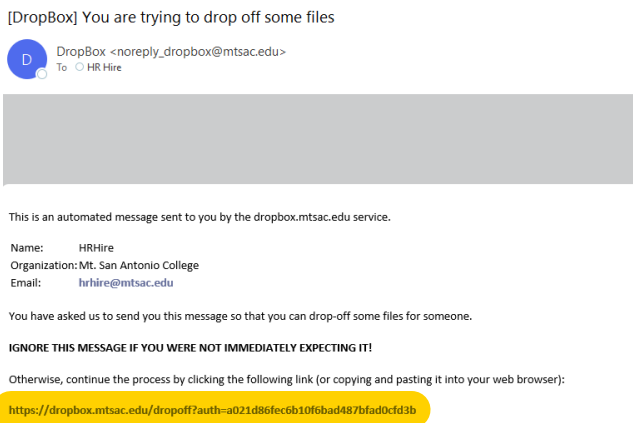 [DropBox] You are trying to drop off some files
D
DropBox <noreply_dropbox@mtsac.edu>
To HR Hire
This is an automated message sent to you by the dropbox.mtsac.edu service.
Name: HRHire
Organization: Mt. San Antonio College
Email: hrhire@mtsac.edu
You have asked us to send you this message so that you can drop-off some files for someone.
IGNORE THIS MESSAGE IF YOU WERE NOT IMMEDIATELY EXPECTING IT!
Otherwise, continue the process by clicking the following link (or copying and pasting it into your web browser):
https://dropbox.mtsac.edu/dropoff?auth=a021d86fec6b10f6bad487bfad0cfd3b